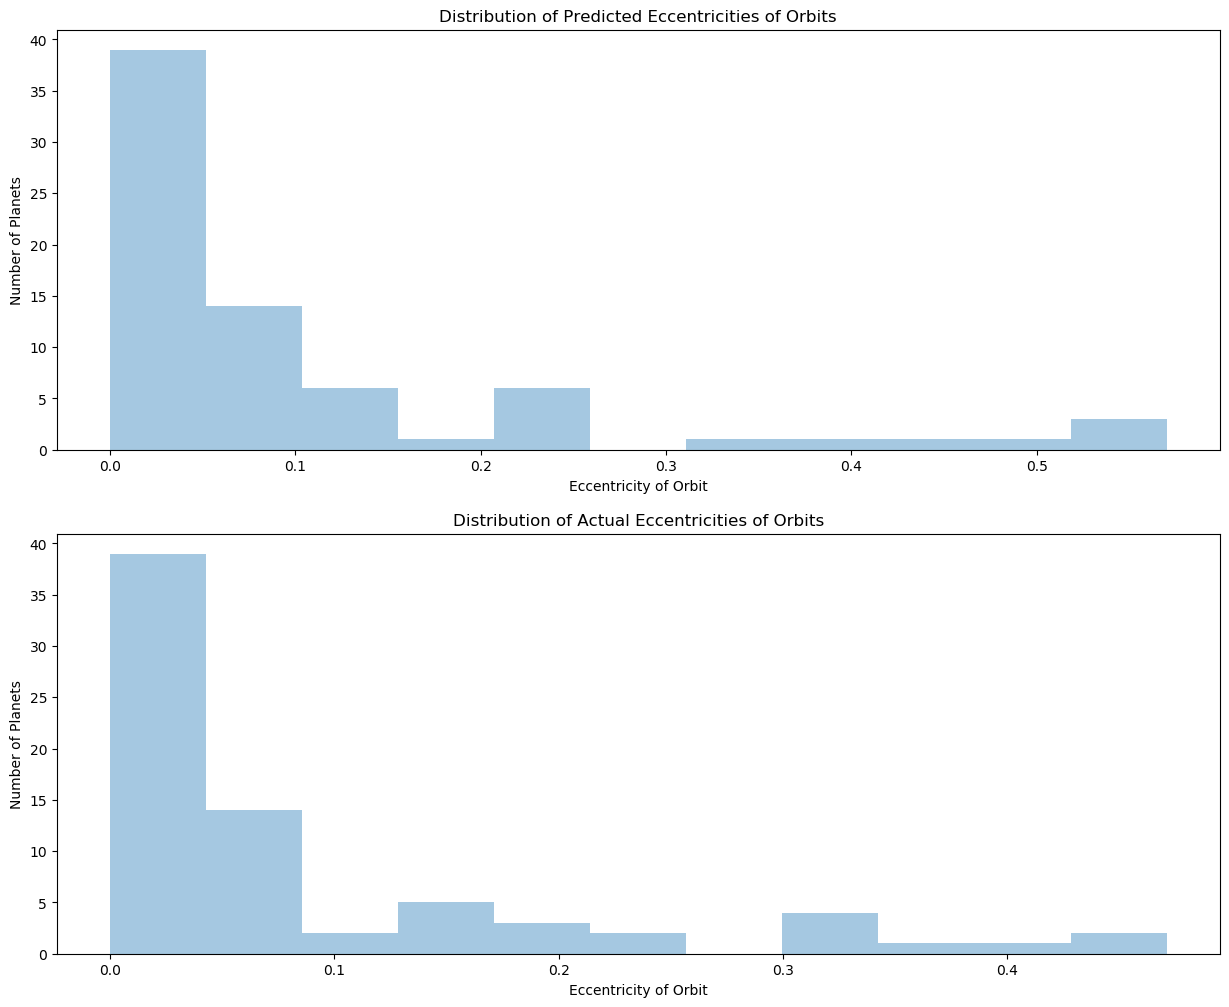 Distribution of Predicted Eccentricities of Orbits
40
35
30
25
20
15
10
5
0
Number of Planets
0.0 0.1 0.2 0.3 0.4 0.5
Eccentricity of Orbit
Distribution of Actual Eccentricities of Orbits
40
35
30
25
20
15
10
5
0
Number of Planets
0.0 0.1 0.2 0.3 0.4
Eccentricity of Orbit